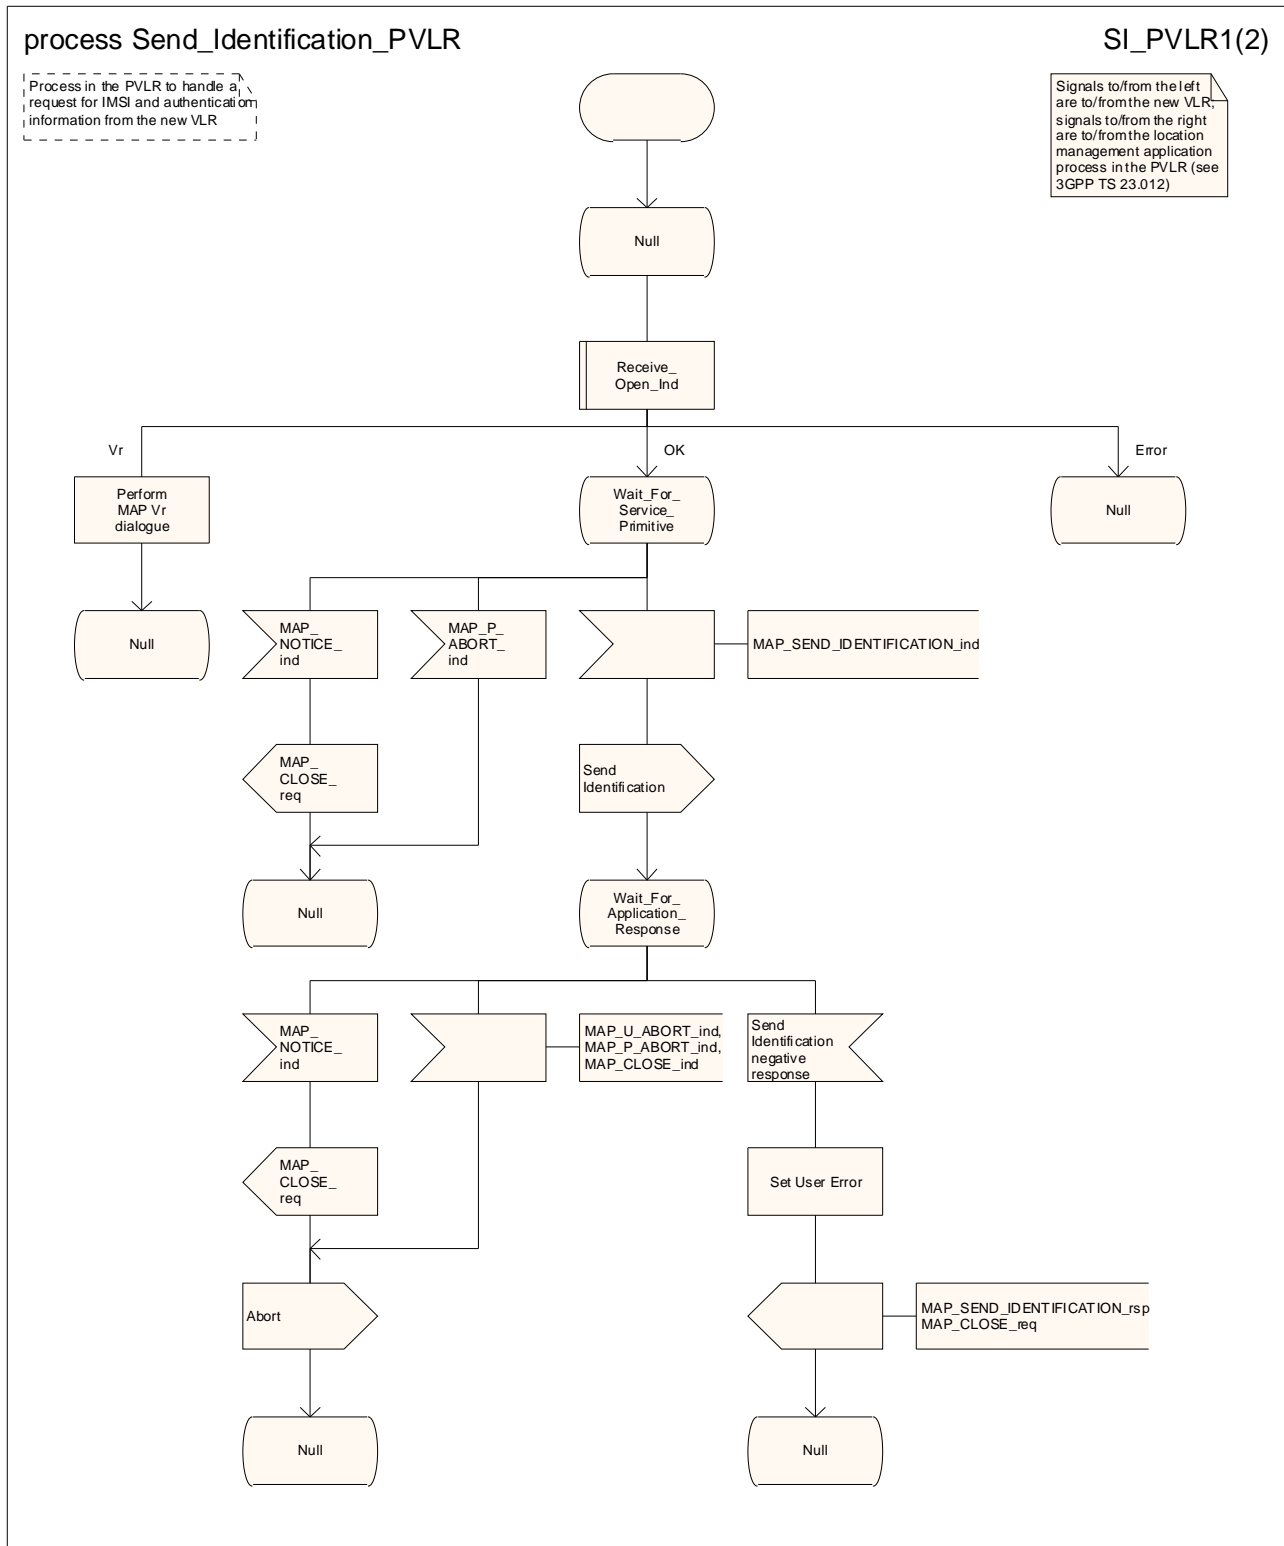 process Send_Identification_PVLR
SI_PVLR1(2)
Process in the PVLR to handle a
request for IMSI and authentication
information from the new VLR
Signals to/from the left
are to/from the new VLR;
signals to/from the right
are to/from the location
management application
process in the PVLR (see
3GPP TS 23.012)
Null
Receive_
Open_Ind
Vr
OK
Error
Perform
MAP Vr
dialogue
Wait_For_
Service_
Primitive
Null
Null
MAP_
NOTICE_
ind
MAP_P_
ABORT_
ind
MAP_SEND_IDENTIFICATION_ind
MAP_
CLOSE_
req
Send
Identification
Null
Wait_For_
Application_
Response
MAP_
NOTICE_
ind
MAP_U_ABORT_ind,
MAP_P_ABORT_ind,
MAP_CLOSE_ind
Send
Identification
negative
response
MAP_
CLOSE_
req
Set User Error
Abort
MAP_SEND_IDENTIFICATION_rsp
MAP_CLOSE_req
Null
Null